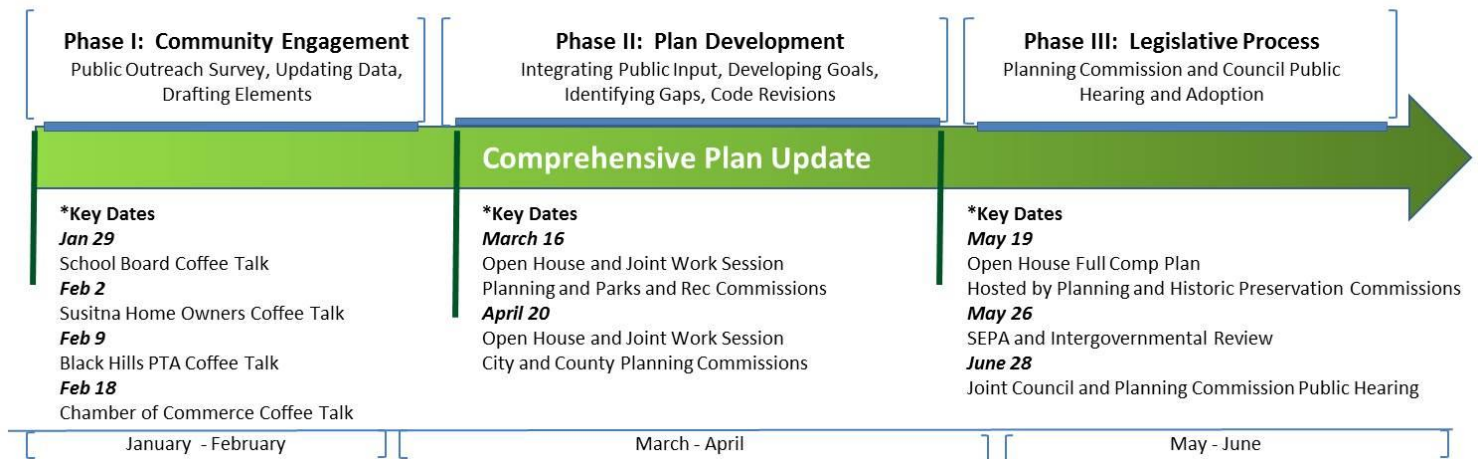 Phase I: Community Engagement
Public Outreach Survey, Updating Data,
Drafting Elements
Phase II: Plan Development
Integrating Public Input, Developing Goals,
Identifying Gaps, Code Revisions
Phase III: Legislative Process
Planning Commission and Council Public
Hearing and Adoption
Comprehensive Plan Update
*Key Dates
Jan 29
School Board Coffee Talk
Feb 2
Susitna Home Owners Coffee Talk
Feb 9
Black Hills PTA Coffee Talk
Feb 18
Chamber of Commerce Coffee Talk
*Key Dates
March 16
Open House and Joint Work Session
Planning and Parks and Rec Commissions
April 20
Open House and Joint Work Session
City and County Planning Commissions
*Key Dates
May 19
Open House Full Comp Plan
Hosted by Planning and Historic Preservation Commissions
May 26
SEPA and Intergovernmental Review
June 28
Joint Council and Planning Commission Public Hearing
January - February
March - April
May - June